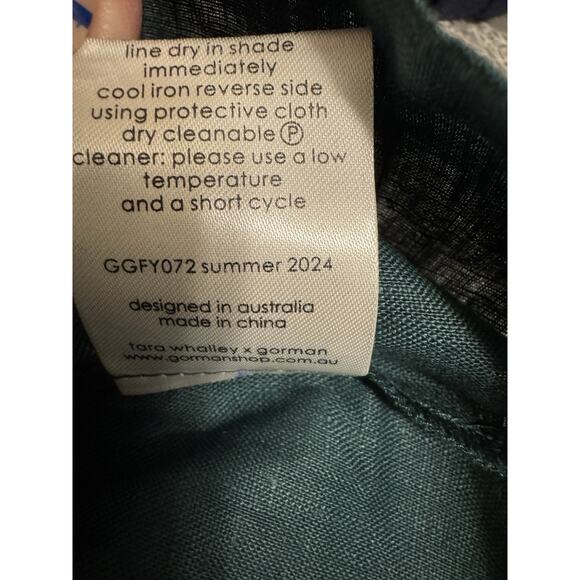 line dry in shade
immediately
cool iron reverse side
using protective cloth
dry cleanable Ⓟ
cleaner: please use a low
temperature
and a short cycle
GGFY072 summer 2024
designed in australia
made in china
tara whalley x gorman
www.gormanshop.com.au